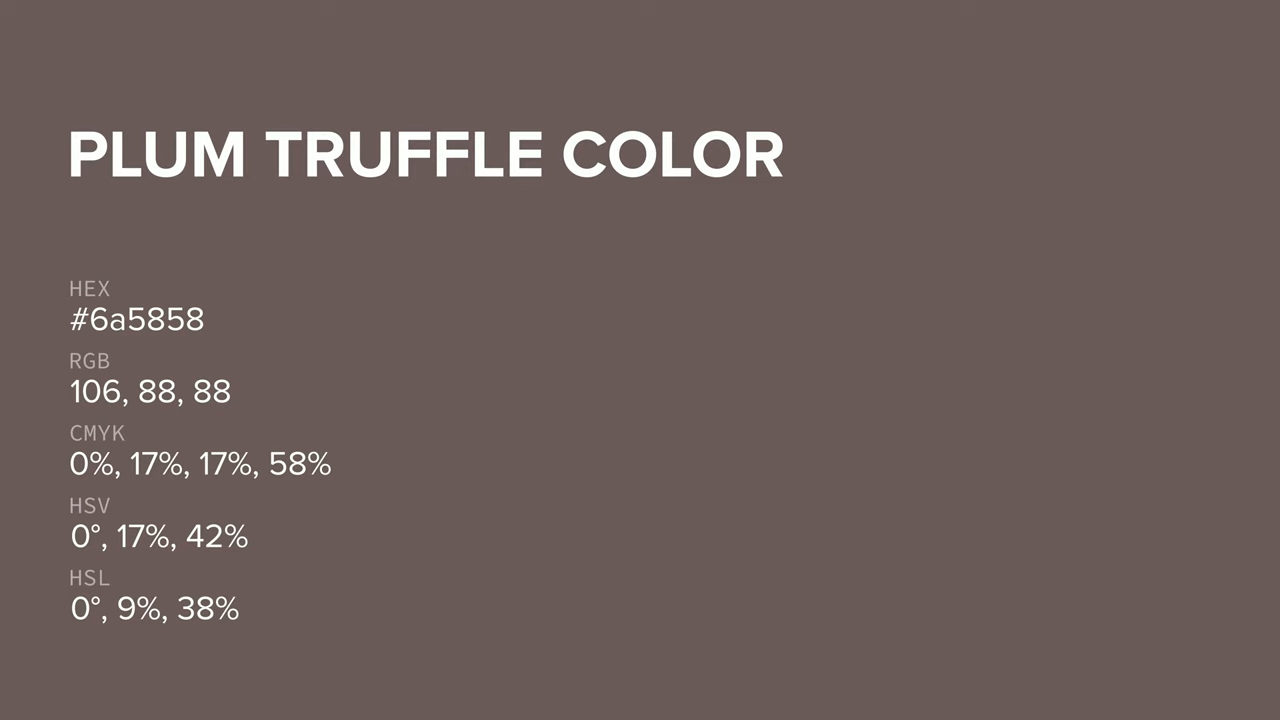 PLUM TRUFFLE COLOR
HEX
#6a5858
RGB
106, 88, 88
CMYK
0%, 17%, 17%, 58%
HSV
0°, 17%, 42%
HSL
0°, 9%, 38%